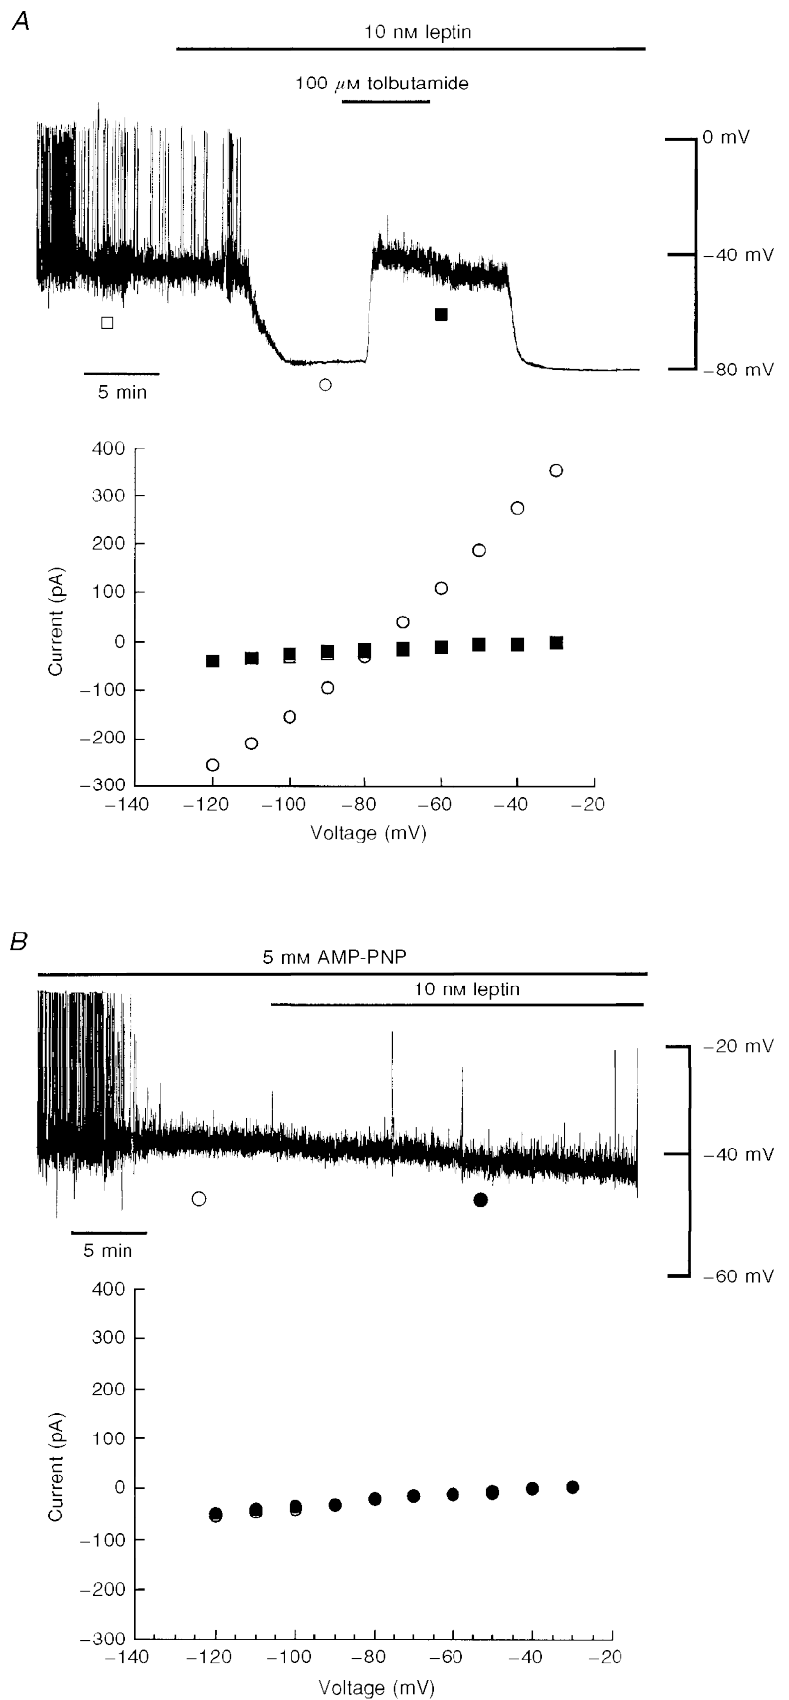 A
10 nM leptin
100 μM tolbutamide
0 mV
−40 mV
−80 mV
5 min
400
300
200
100
0
−100
−200
−300
Current (pA)
−140 −120 −100 −80 −60 −40 −20
Voltage (mV)
B
5 mM AMP-PNP
10 nM leptin
−20 mV
−40 mV
−60 mV
5 min
400
300
200
100
0
−100
−200
−300
Current (pA)
−140 −120 −100 −80 −60 −40 −20
Voltage (mV)